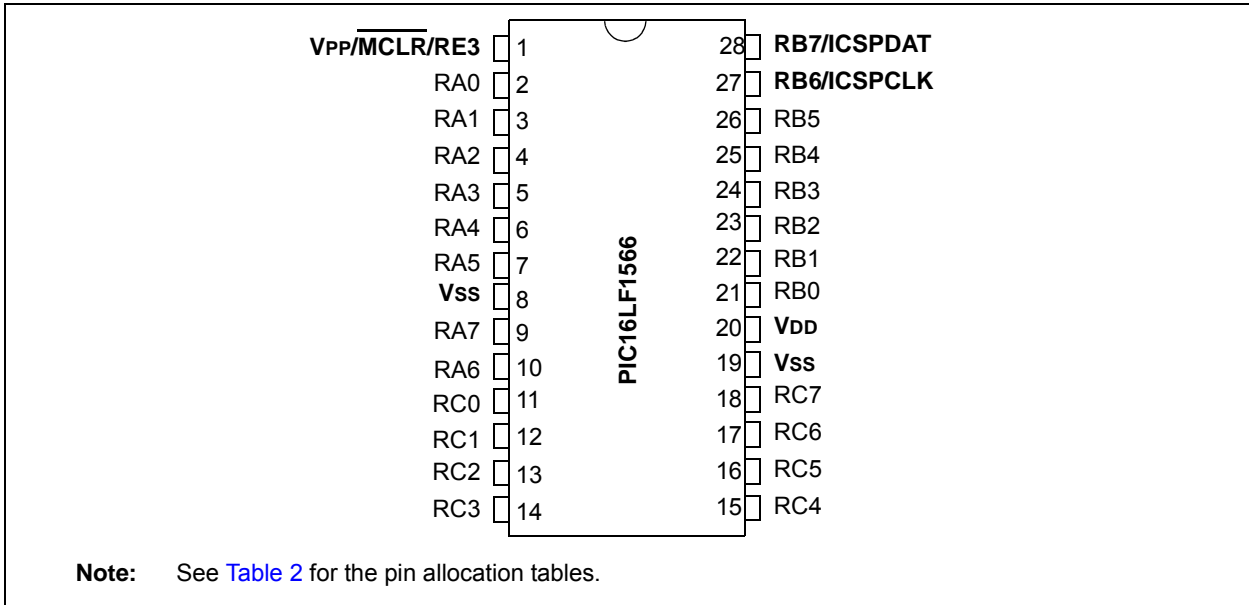 VPP/MCLR/RE3 1 28 RB7/ICSPDAT
RA0 2 27 RB6/ICSPCLK
RA1 3 26 RB5
RA2 4 25 RB4
RA3 5 24 RB3
RA4 6 23 RB2
RA5 7 22 RB1
VSS 8 21 RB0
RA7 9 20 VDD
RA6 10 19 VSS
RC0 11 18 RC7
RC1 12 17 RC6
RC2 13 16 RC5
RC3 14 15 RC4
PIC16LF1566
Note: See Table 2 for the pin allocation tables.